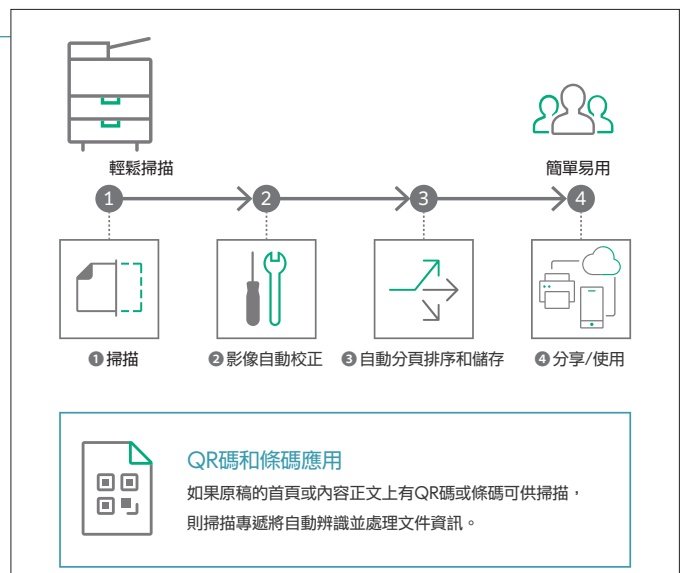 輕鬆掃描
簡單易用
1 2 3 4
❶掃描
❷影像自動校正
❸自動分頁排序和儲存
❹分享/使用
QR碼和條碼應用
如果原稿的首頁或內容正文上有QR碼或條碼可供掃描，
則掃描專遞將自動辨識並處理文件資訊。